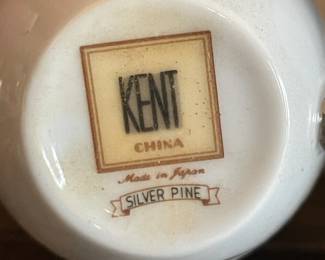 KENT
CHINA
Made in Japan
SILVER PINE